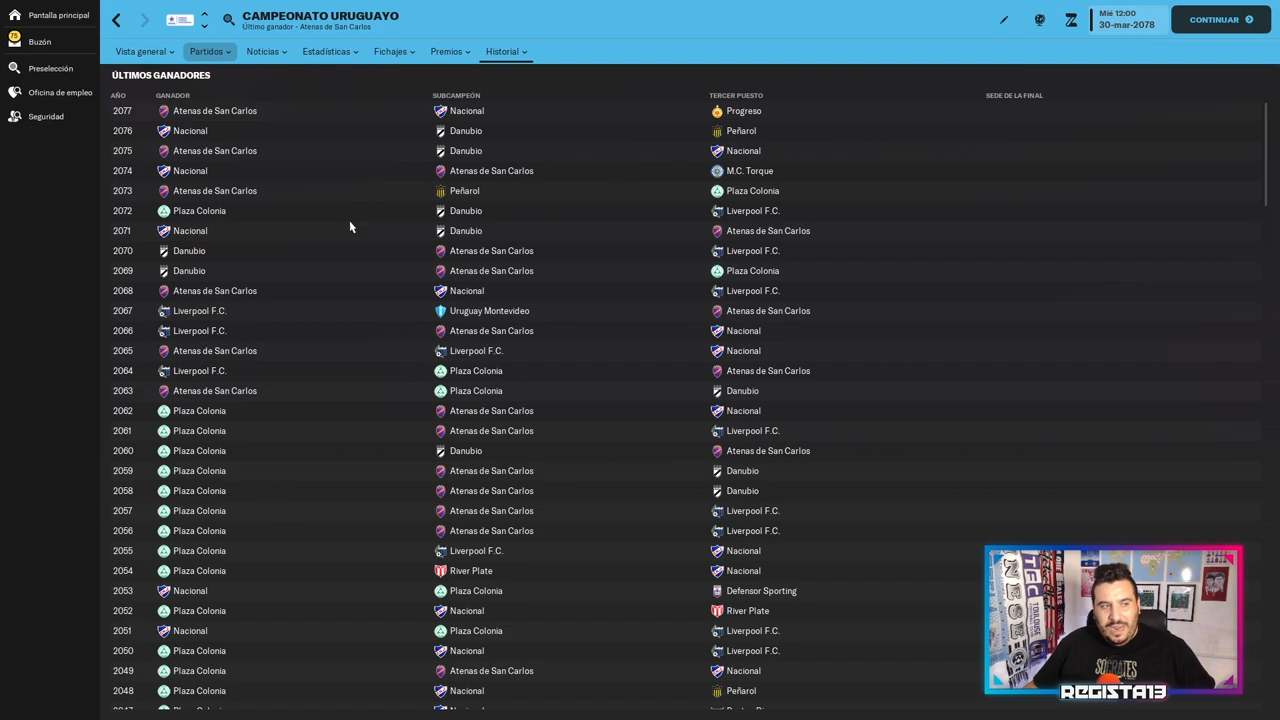 Pantalla principal
75
Buzón
Preselección
Oficina de empleo
Seguridad
CAMPEONATO URUGUAYO
Último ganador - Atenas de San Carlos
Mié 12:00
30-mar-2078
CONTINUAR
Vista general Partidos Noticias Estadísticas Fichajes Premios Historial
ÚLTIMOS GANADORES
AÑO GANADOR SUBCAMPEÓN TERCER PUESTO SEDE DE LA FINAL
2077 Atenas de San Carlos Nacional Progreso
2076 Nacional Danubio Peñarol
2075 Atenas de San Carlos Danubio Nacional
2074 Nacional Atenas de San Carlos M.C. Torque
2073 Atenas de San Carlos Peñarol Plaza Colonia
2072 Plaza Colonia Danubio Liverpool F.C.
2071 Nacional Danubio Atenas de San Carlos
2070 Danubio Atenas de San Carlos Liverpool F.C.
2069 Danubio Atenas de San Carlos Plaza Colonia
2068 Atenas de San Carlos Nacional Liverpool F.C.
2067 Liverpool F.C. Uruguay Montevideo Atenas de San Carlos
2066 Liverpool F.C. Atenas de San Carlos Nacional
2065 Atenas de San Carlos Liverpool F.C. Nacional
2064 Liverpool F.C. Plaza Colonia Atenas de San Carlos
2063 Atenas de San Carlos Plaza Colonia Danubio
2062 Plaza Colonia Atenas de San Carlos Nacional
2061 Plaza Colonia Atenas de San Carlos Liverpool F.C.
2060 Plaza Colonia Danubio Atenas de San Carlos
2059 Plaza Colonia Atenas de San Carlos Danubio
2058 Plaza Colonia Atenas de San Carlos Danubio
2057 Plaza Colonia Atenas de San Carlos Liverpool F.C.
2056 Plaza Colonia Atenas de San Carlos Liverpool F.C.
2055 Plaza Colonia Liverpool F.C. Nacional
2054 Plaza Colonia River Plate Nacional
2053 Nacional Plaza Colonia Defensor Sporting
2052 Plaza Colonia Nacional River Plate
2051 Nacional Plaza Colonia Liverpool F.C.
2050 Plaza Colonia Nacional Liverpool F.C.
2049 Plaza Colonia Atenas de San Carlos Nacional
2048 Plaza Colonia Nacional Peñarol
SOCRATES
REGISTA13